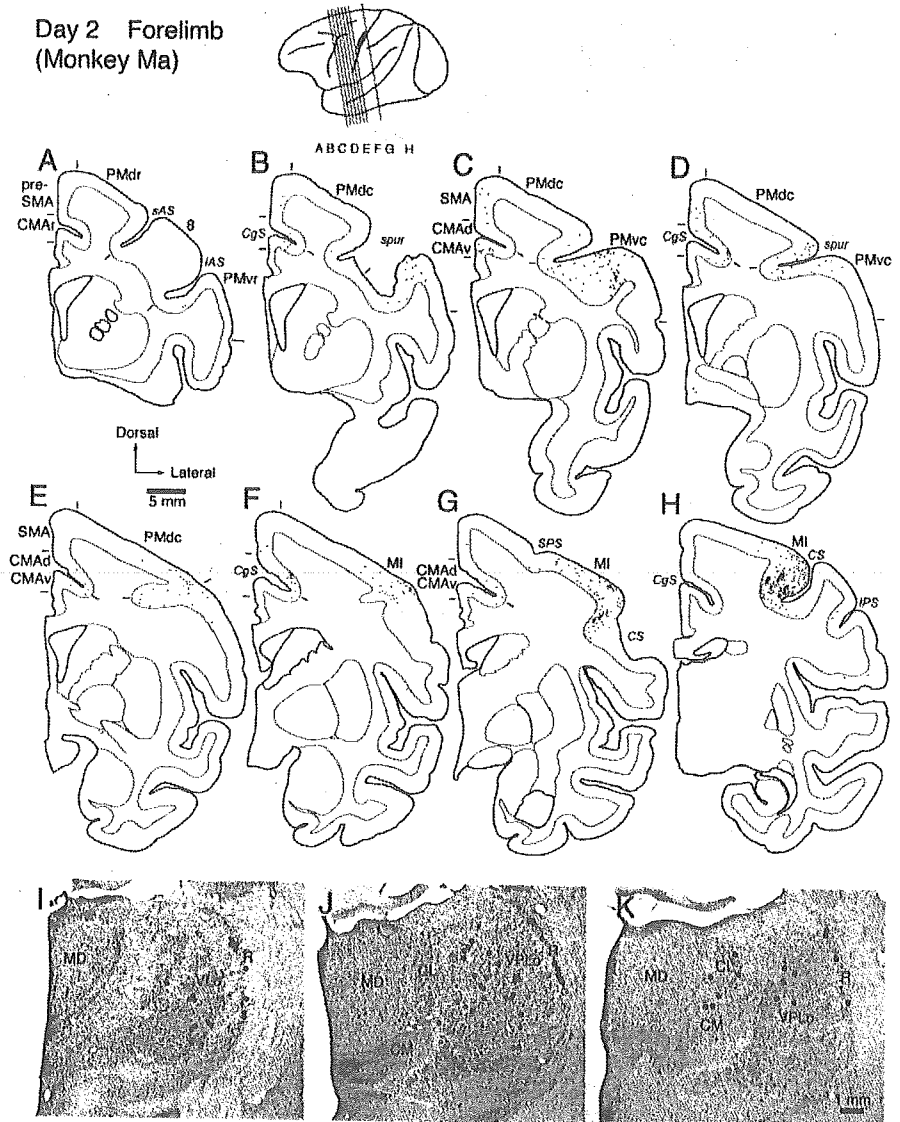 Day 2 Forelimb
(Monkey Ma)
ABCDEFG H
A
PMdr
pre-
SMA
CMAr
sAS
8
iAS
PMvr
B
PMdc
CgS
spur
C
PMdc
SMA
CMAd
CMAv
PMvc
D
PMdc
CgS
spur
PMvc
Dorsal
Lateral
5 mm
E
SMA
PMdc
CMAd
CMAv
F
CgS
MI
G
SPS
MI
CMAd
CMAv
CS
H
MI
CS
CgS
IPS
I
MD
R
J
MD
CL
VPLo
R
CM
K
MD
CL
R
CM
VPLo
1 mm